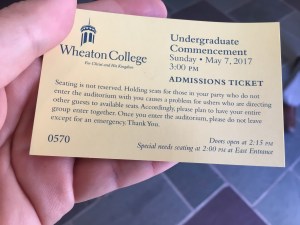 Wheaton College
For Christ and His Kingdom
Undergraduate
Commencement
Sunday • May 7, 2017
3:00 PM
ADMISSIONS TICKET
Seating is not reserved. Holding seats for those in your party who do not
enter the auditorium with you causes a problem for ushers who are directing
other guests to available seats. Accordingly, please plan to have your entire
group enter together. Once you enter the auditorium, please do not leave
except for an emergency. Thank You.
0570
Doors open at 2:15 PM
Special needs seating at 2:00 PM at East Entrance